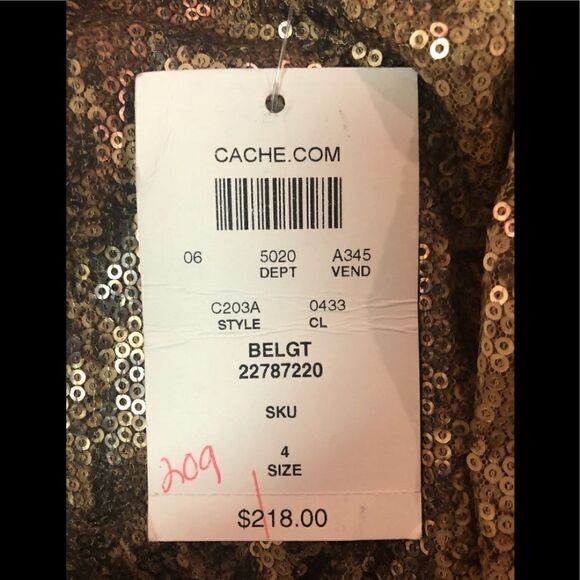 CACHE.COM
06 5020 A345
DEPT VEND
C203A 0433
STYLE CL
BELGT
22787220
SKU
4
209 SIZE
$218.00